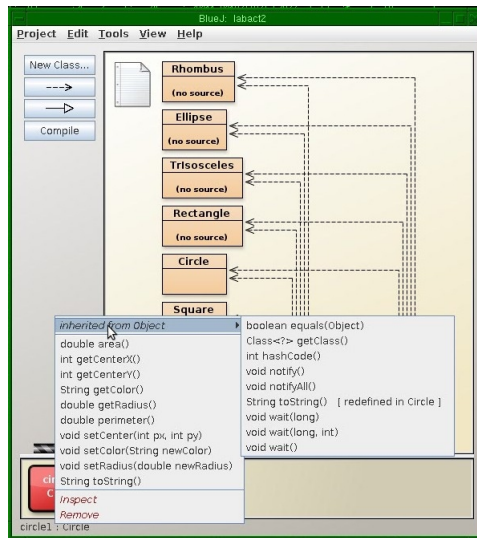 BlueJ: labact2
Project Edit Tools View Help
New Class...
Compile
Rhombus
(no source)
Ellipse
(no source)
TrIsosceles
(no source)
Rectangle
(no source)
Circle
Square
inherited from Object
double area()
int getCenterX()
int getCenterY()
String getColor()
double getRadius()
double perimeter()
void setCenter(int px, int py)
void setColor(String newColor)
void setRadius(double newRadius)
String toString()
Inspect
Remove
boolean equals(Object)
Class<?> getClass()
int hashCode()
void notify()
void notifyAll()
String toString() [ redefined in Circle ]
void wait(long)
void wait(long, int)
void wait()
cir
C
circle1 : Circle